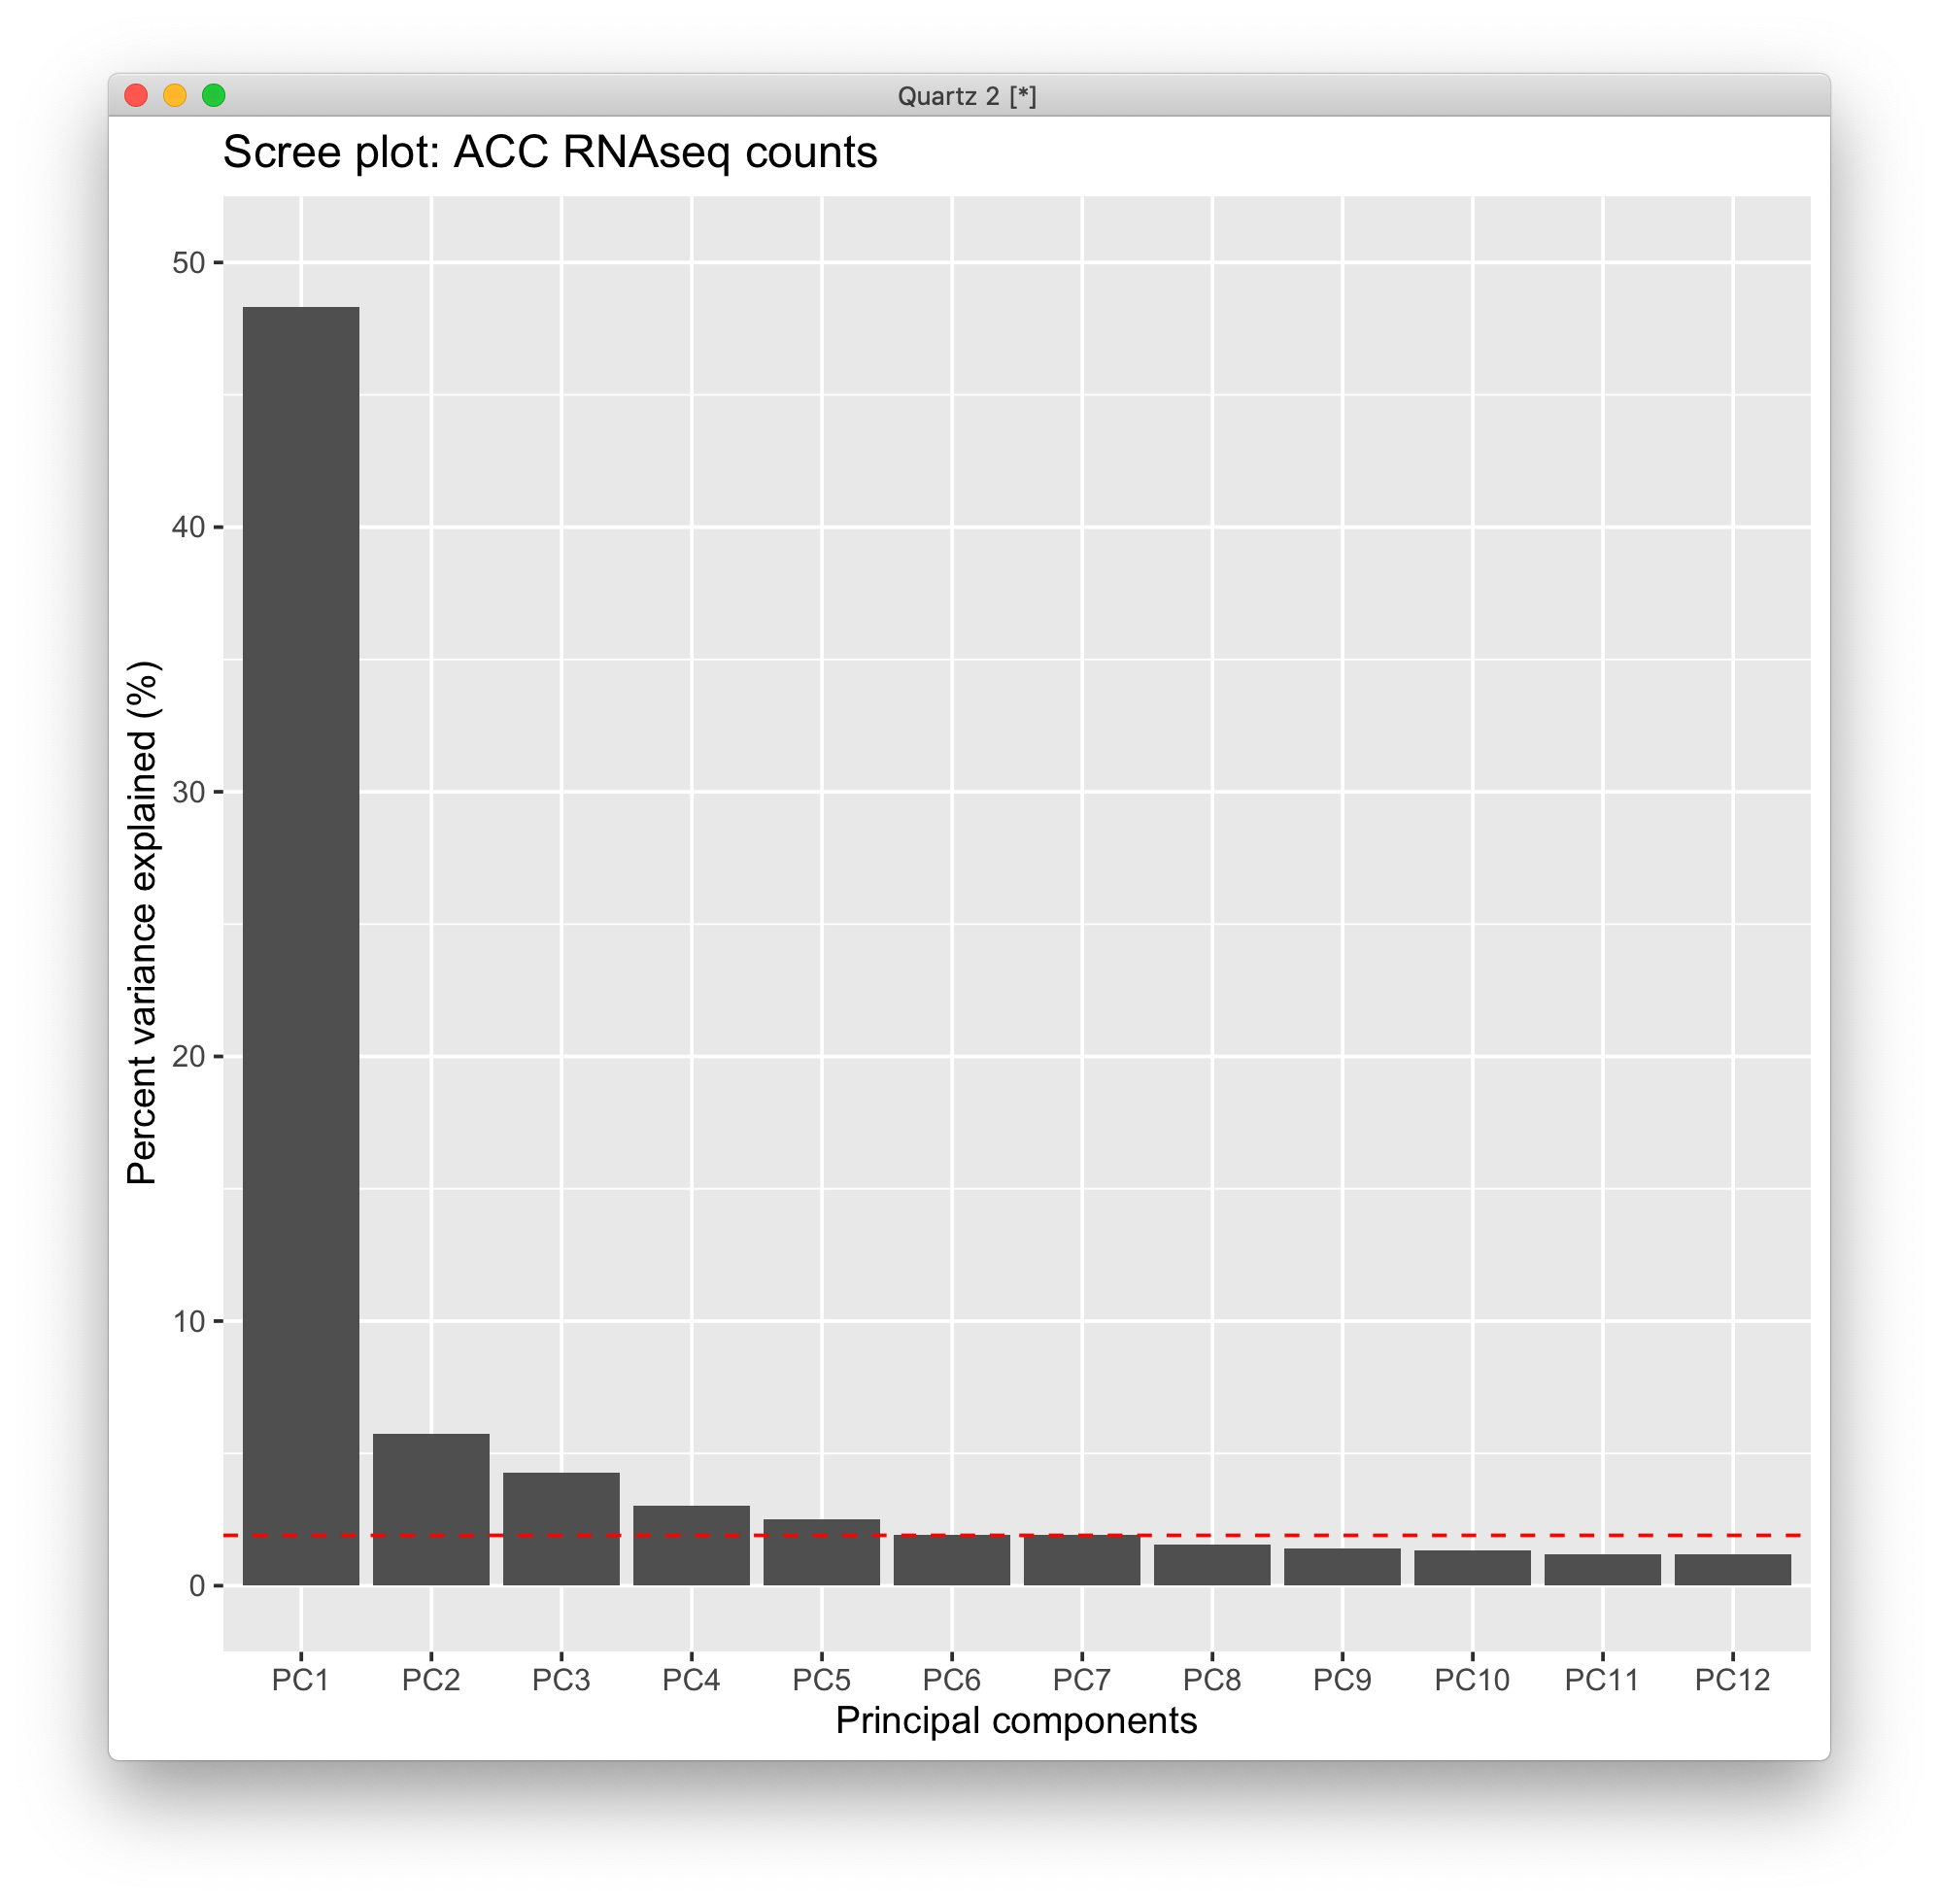 Quartz 2 [*]
Scree plot: ACC RNAseq counts
Percent variance explained (%)
50
40
30
20
10
0
PC1 PC2 PC3 PC4 PC5 PC6 PC7 PC8 PC9 PC10 PC11 PC12
Principal components